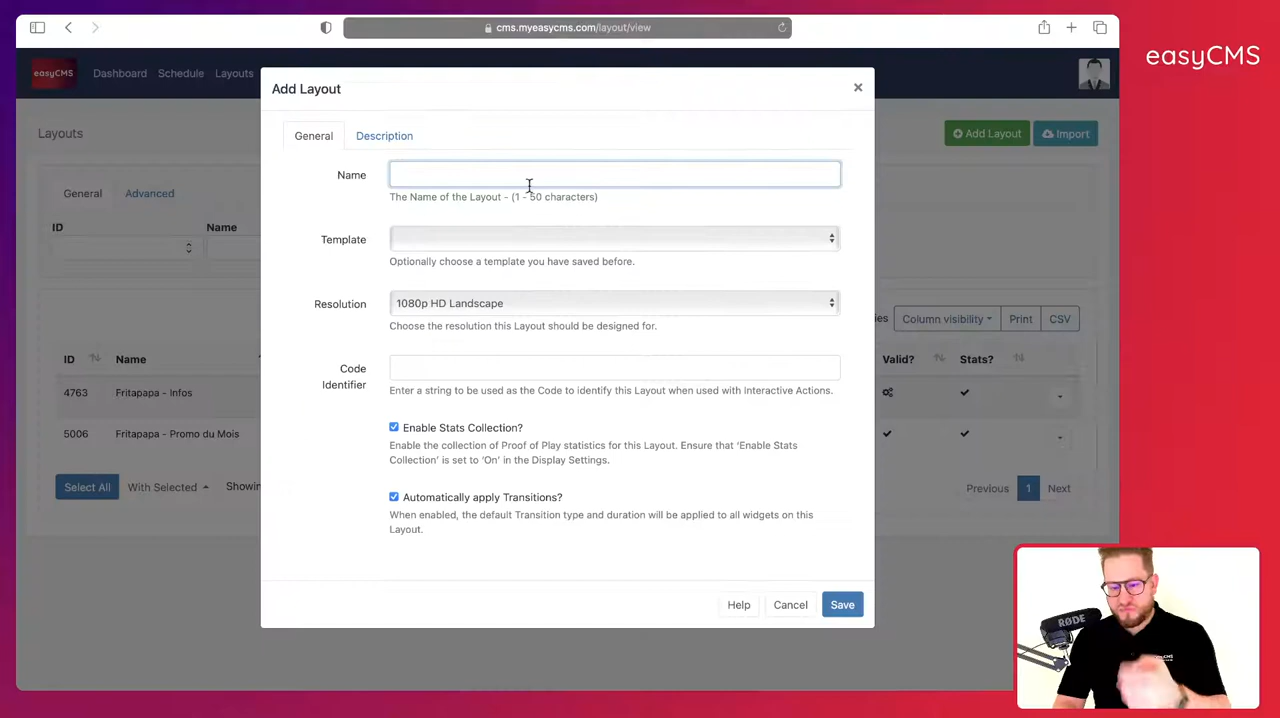 cms.myeasycms.com/layout/view
easyCMS
easyCMS
Dashboard
Schedule
Layouts
Add Layout
×
Layouts
Add Layout
Import
General
Description
General
Advanced
Name
The Name of the Layout - (1 - 50 characters)
ID
Name
Template
Optionally choose a template you have saved before.
Resolution
1080p HD Landscape
Choose the resolution this Layout should be designed for.
Column visibility
Print
CSV
ID
Name
Valid?
Stats?
Code Identifier
Enter a string to be used as the Code to identify this Layout when used with Interactive Actions.
4763
Fritapapa - Infos
5006
Fritapapa - Promo du Mois
Enable Stats Collection?
Enable the collection of Proof of Play statistics for this Layout. Ensure that 'Enable Stats
Collection' is set to 'On' in the Display Settings.
Select All
With Selected
Previous
1
Next
Automatically apply Transitions?
When enabled, the default Transition type and duration will be applied to all widgets on this
Layout.
Help
Cancel
Save
RØDE